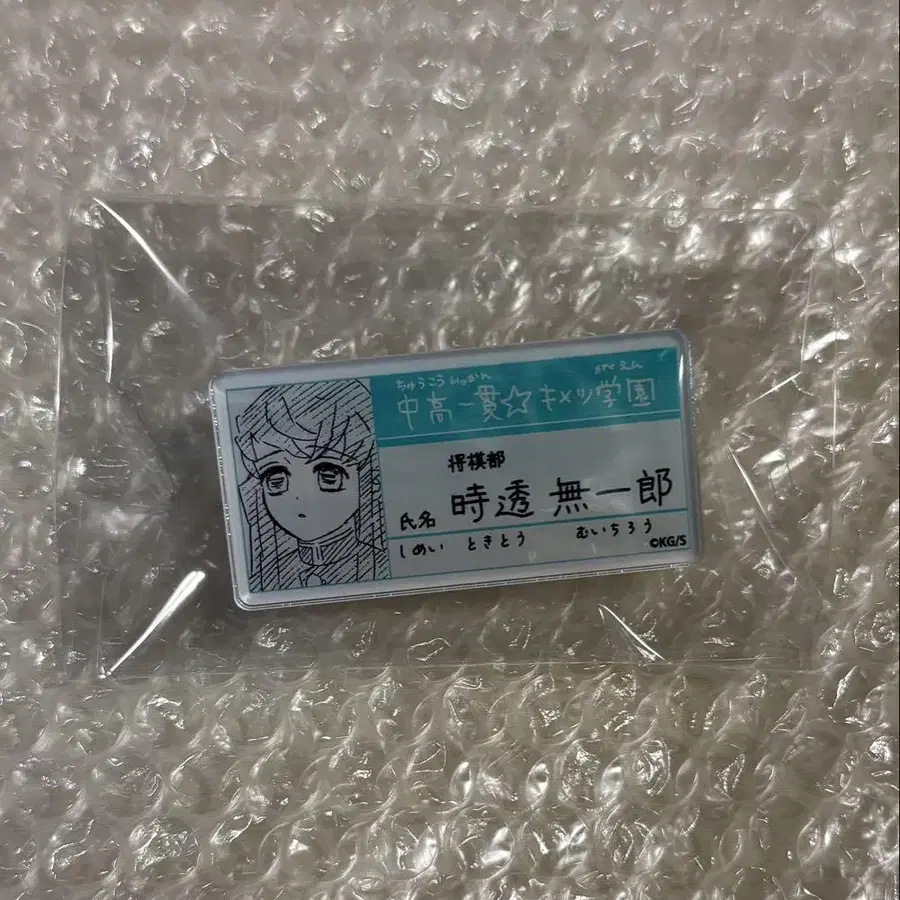 ちゅうこういっかん がくえん
中高一貫☆キメツ学園
将棋部
氏名 時透 無一郎
しめい ときとう むいちろう
©KG/S